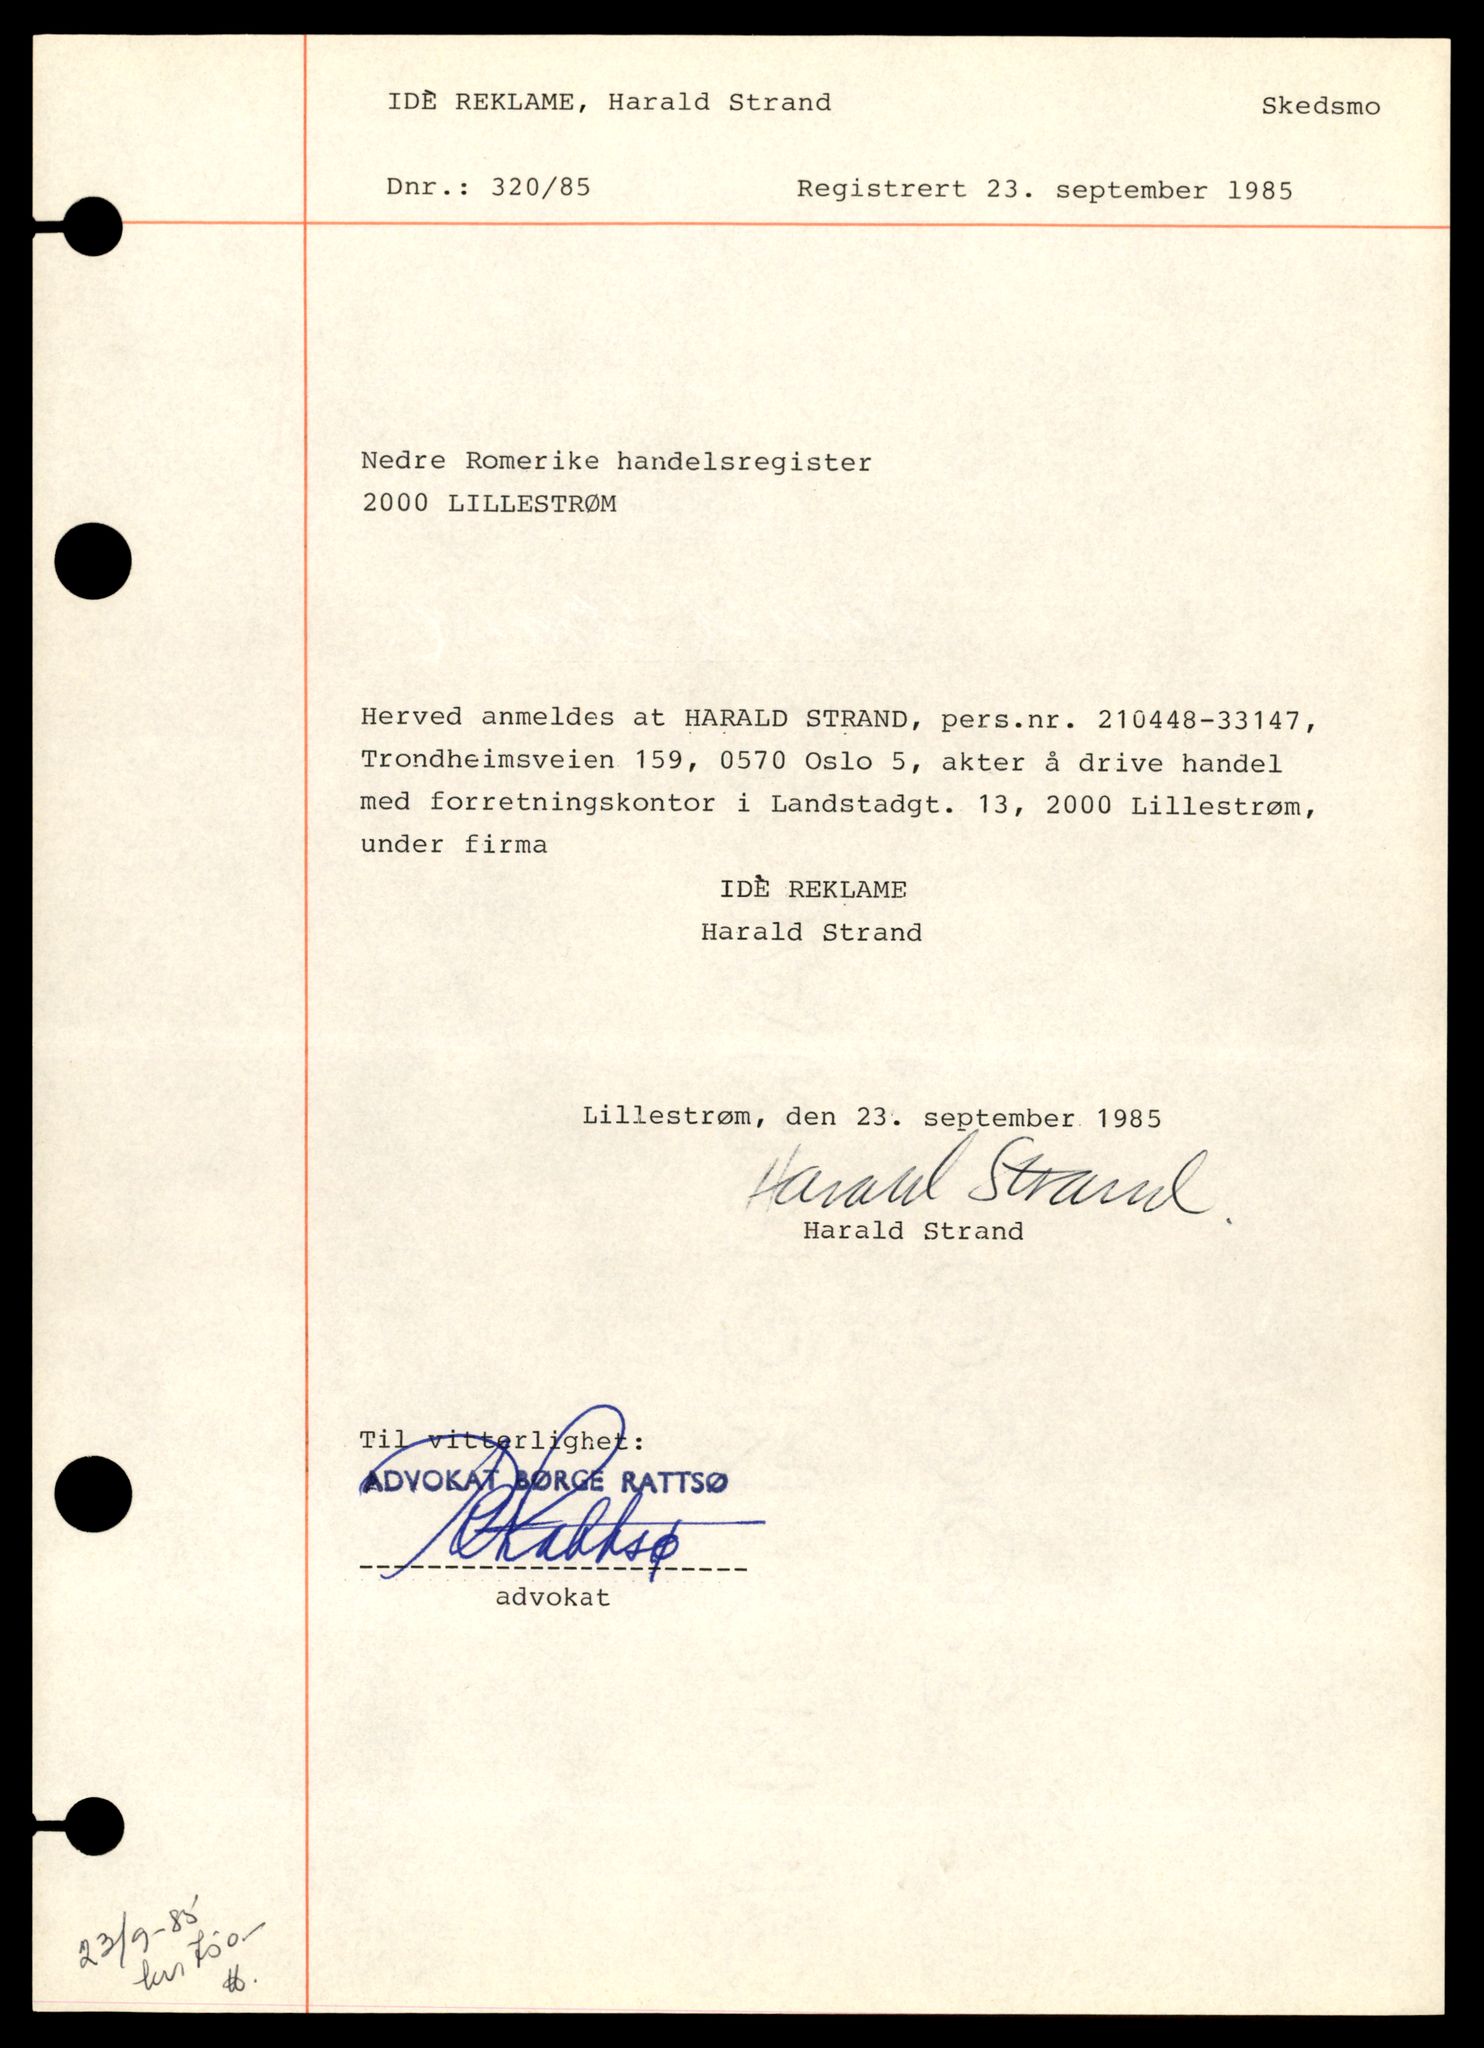 IDÈ REKLAME, Harald Strand
Skedsmo
Dnr.: 320/85
Registrert 23. september 1985
Nedre Romerike handelsregister
2000 LILLESTRØM
Herved anmeldes at HARALD STRAND, pers.nr. 210448-33147,
Trondheimsveien 159, 0570 Oslo 5, akter å drive handel
med forretningskontor i Landstadgt. 13, 2000 Lillestrøm,
under firma
IDÈ REKLAME
Harald Strand
Lillestrøm, den 23. september 1985
Harald Strand
Harald Strand
Til vitterlighet:
ADVOKAT BØRGE RATTSØ
Rattsø
advokat
23/9-85
kr 750-